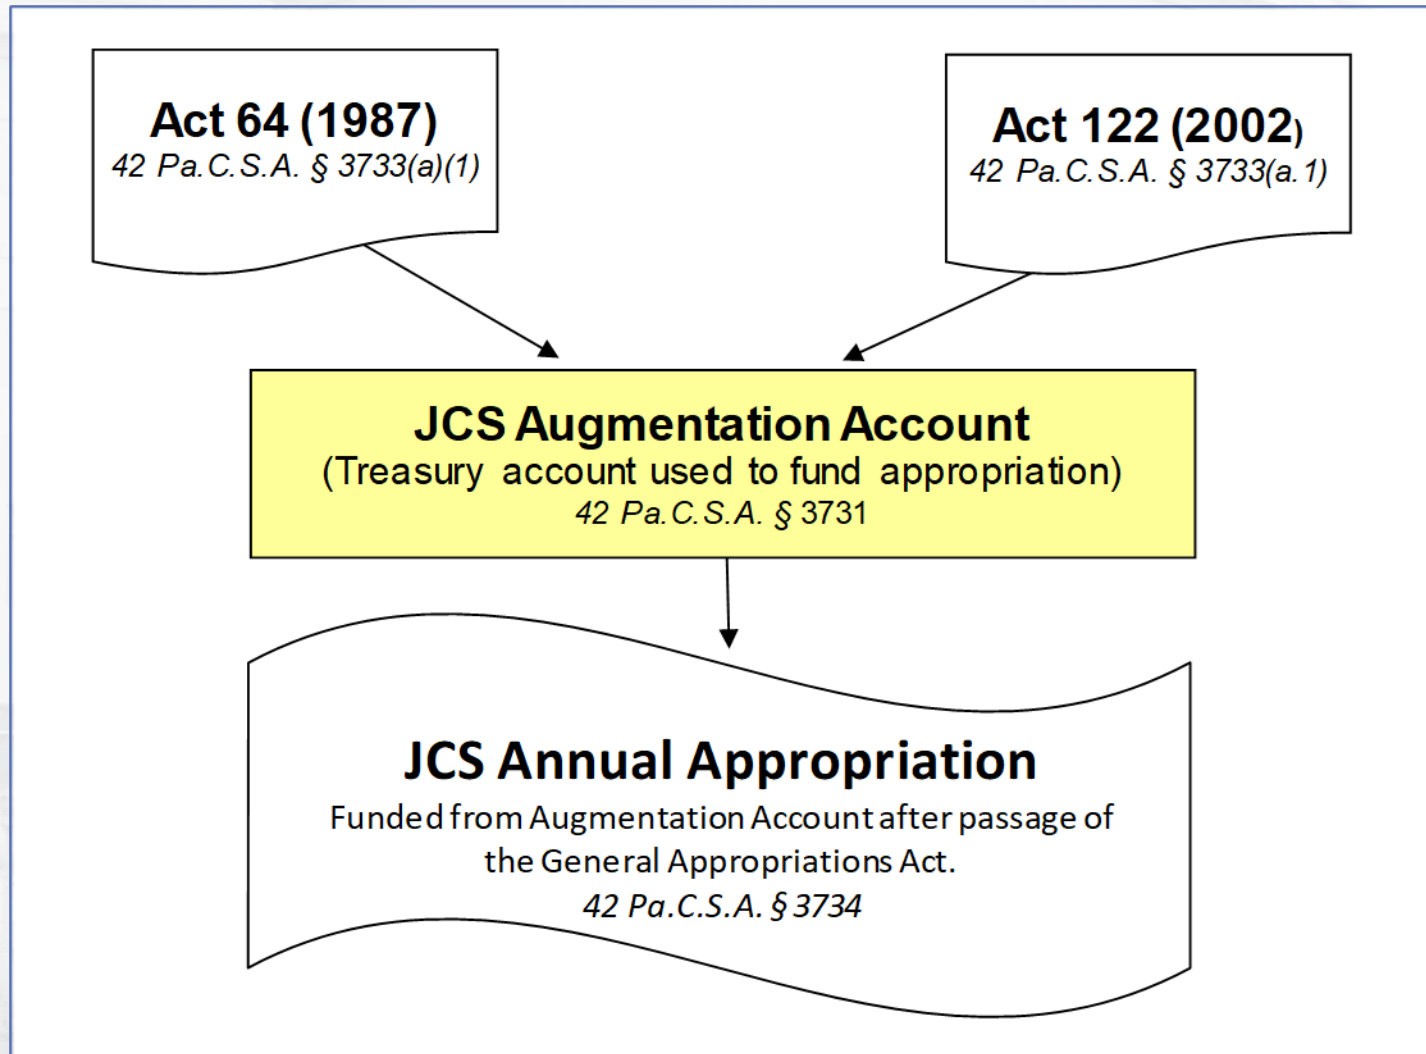 Act 64 (1987)
42 Pa.C.S.A. § 3733(a)(1)
Act 122 (2002)
42 Pa.C.S.A. § 3733(a.1)
JCS Augmentation Account
(Treasury account used to fund appropriation)
42 Pa.C.S.A. § 3731
JCS Annual Appropriation
Funded from Augmentation Account after passage of
the General Appropriations Act.
42 Pa.C.S.A. § 3734